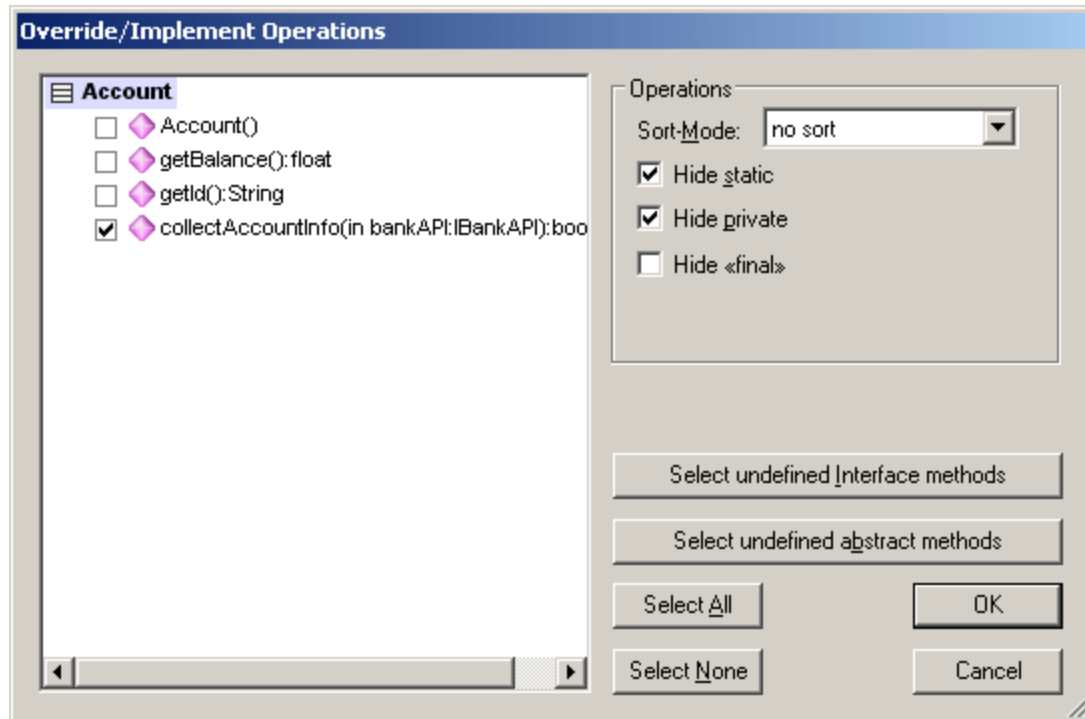 Override/Implement Operations
Account
Account()
getBalance():float
getId():String
collectAccountInfo(in bankAPI:IBankAPI):boo
Operations
Sort-Mode: no sort
Hide static
Hide private
Hide «final»
Select undefined Interface methods
Select undefined abstract methods
Select All OK
Select None Cancel